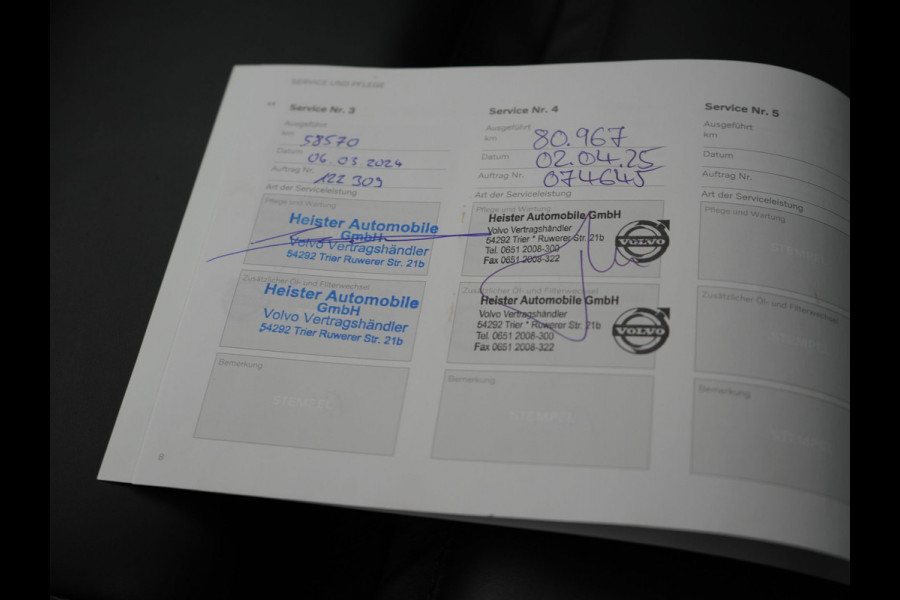 SERVICE UND PFLEGE
Service Nr. 3
Ausgeführt
km
58570
Datum
06 03 2024
Auftrag Nr.
122 309
Art der Serviceleistung
Pflege und Wartung
Heister Automobile
GmbH
Volvo Vertragshändler
54292 Trier Ruwerer Str. 21b
Zusätzlicher Öl- und Filterwechsel
Heister Automobile
GmbH
Volvo Vertragshändler
54292 Trier Ruwerer Str. 21b
Bemerkung
STEMPEL
8
Service Nr. 4
Ausgeführt
km
80.967
Datum
02.04.25
Auftrag Nr.
074645
Art der Serviceleistung
Pflege und Wartung
Heister Automobile GmbH
Volvo Vertragshändler
54292 Trier * Ruwerer Str. 21b
Tel. 0651 2008-300
Fax 0651 2008-322
VOLVO
Zusätzlicher Öl- und Filterwechsel
Heister Automobile GmbH
Volvo Vertragshändler
54292 Trier * Ruwerer Str. 21b
Tel. 0651 2008-300
Fax 0651 2008-322
VOLVO
Bemerkung
STEMPEL
Service Nr. 5
Ausgeführt
km
Datum
Auftrag Nr.
Art der Serviceleistung
Pflege und Wartung
Zusätzlicher Öl- und Filterwechsel
Bemerkung